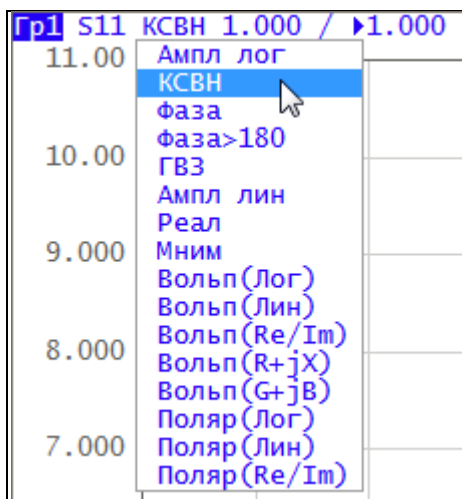 Гр1 S11 КСВН 1.000 / ▶1.000
11.00
Ампл лог
КСВН
Фаза
Фаза>180
10.00
ГВЗ
Ампл лин
Реал
9.000
Мним
Вольп(Лог)
Вольп(Лин)
Вольп(Re/Im)
8.000
Вольп(R+jX)
Вольп(G+jB)
Поляр(Лог)
7.000
Поляр(Лин)
Поляр(Re/Im)